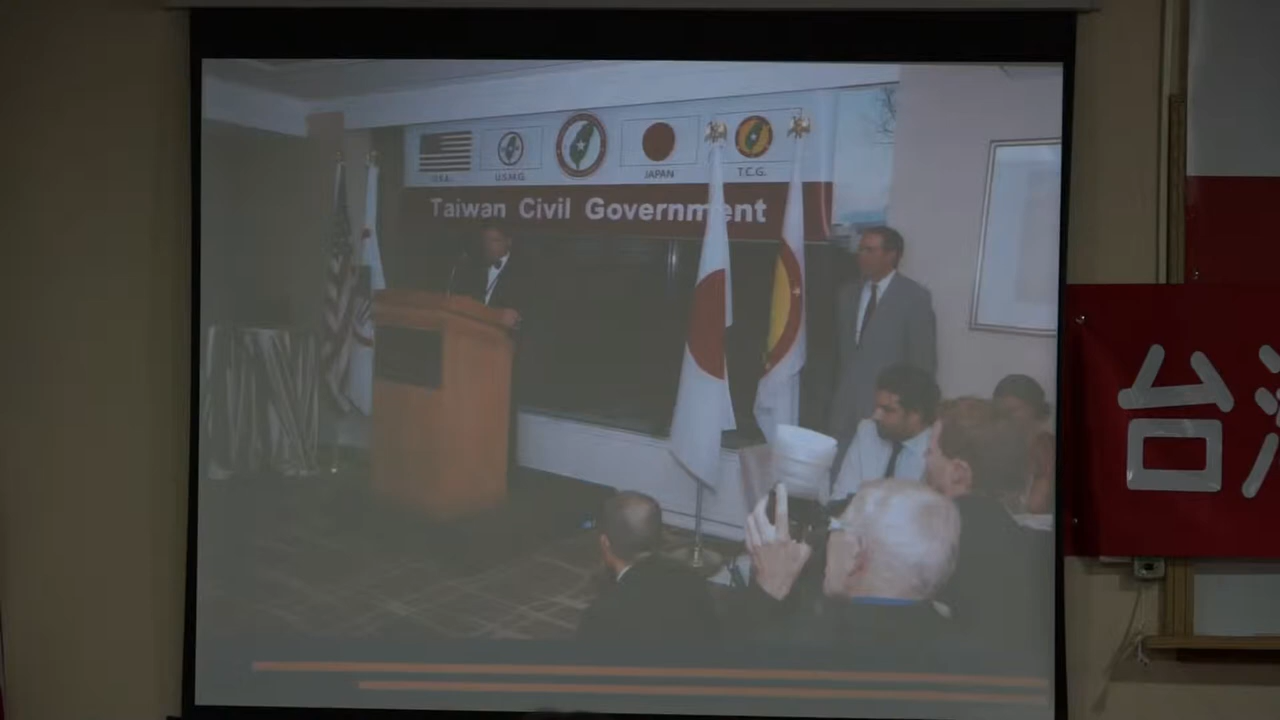 U.S.A.
U.S.M.G.
JAPAN
T.C.G.
Taiwan Civil Government
台